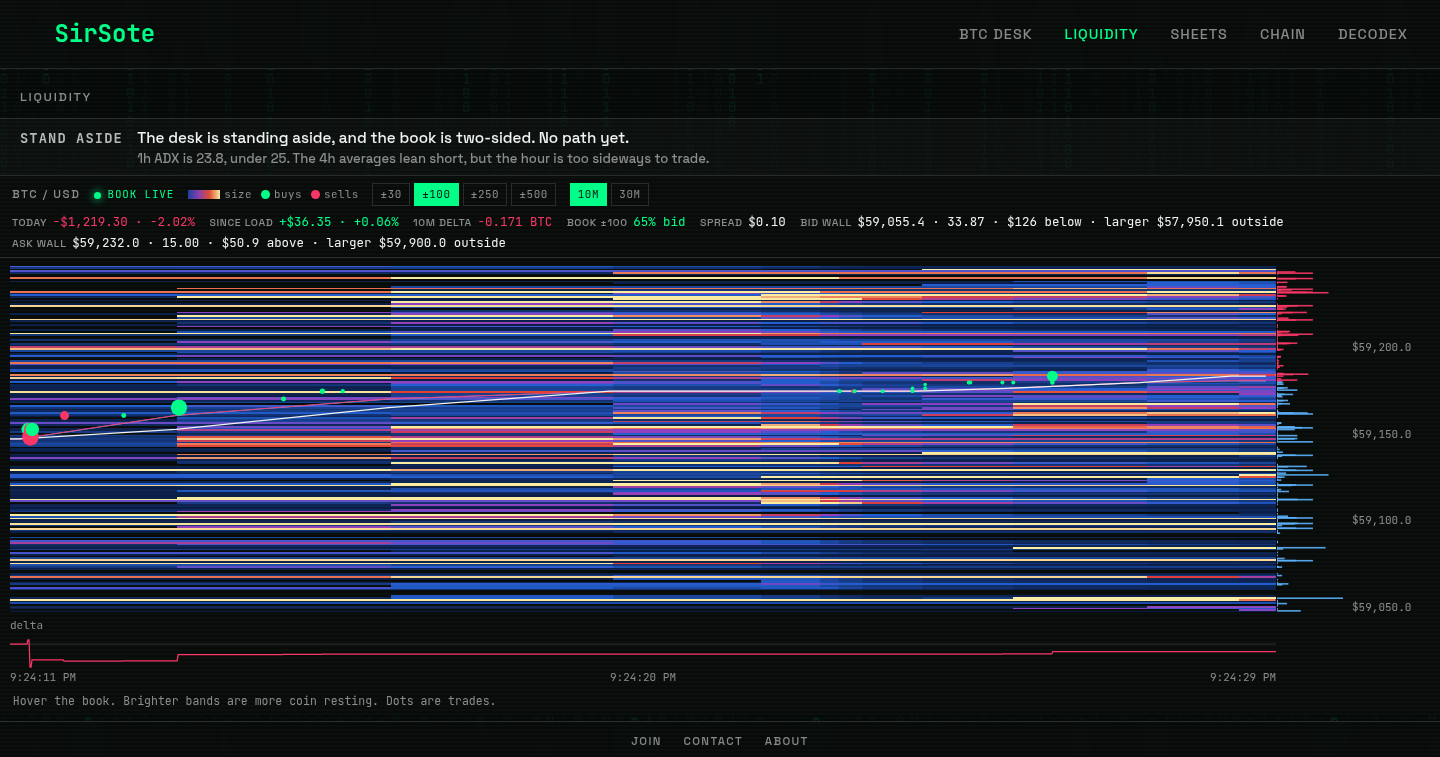 SirSote
BTC DESK LIQUIDITY SHEETS CHAIN DECODEX
LIQUIDITY
STAND ASIDE The desk is standing aside, and the book is two-sided. No path yet.
1h ADX is 23.8, under 25. The 4h averages lean short, but the hour is too sideways to trade.
BTC / USD BOOK LIVE size buys sells ±30 ±100 ±250 ±500 10M 30M
TODAY -$1,219.30 · -2.02% SINCE LOAD +$36.35 · +0.06% 10M DELTA -0.171 BTC BOOK ±100 65% bid SPREAD $0.10 BID WALL $59,055.4 · 33.87 · $126 below · larger $57,950.1 outside
ASK WALL $59,232.0 · 15.00 · $50.9 above · larger $59,900.0 outside
$59,200.0
$59,150.0
$59,100.0
$59,050.0
delta
9:24:11 PM 9:24:20 PM 9:24:29 PM
Hover the book. Brighter bands are more coin resting. Dots are trades.
JOIN CONTACT ABOUT